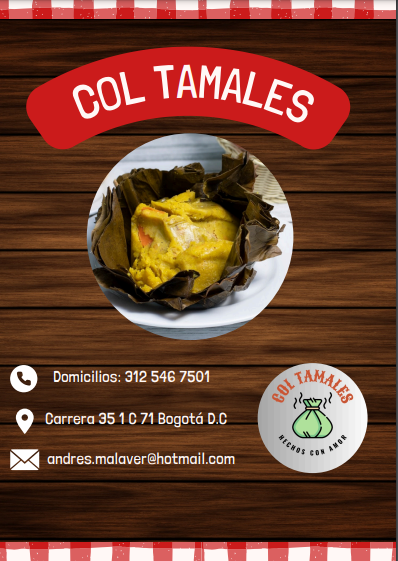 COL TAMALES
Domicilios: 312 546 7501
Carrera 35 1 C 71 Bogotá D.C
andres.malaver@hotmail.com
COL TAMALES
HECHOS CON AMOR